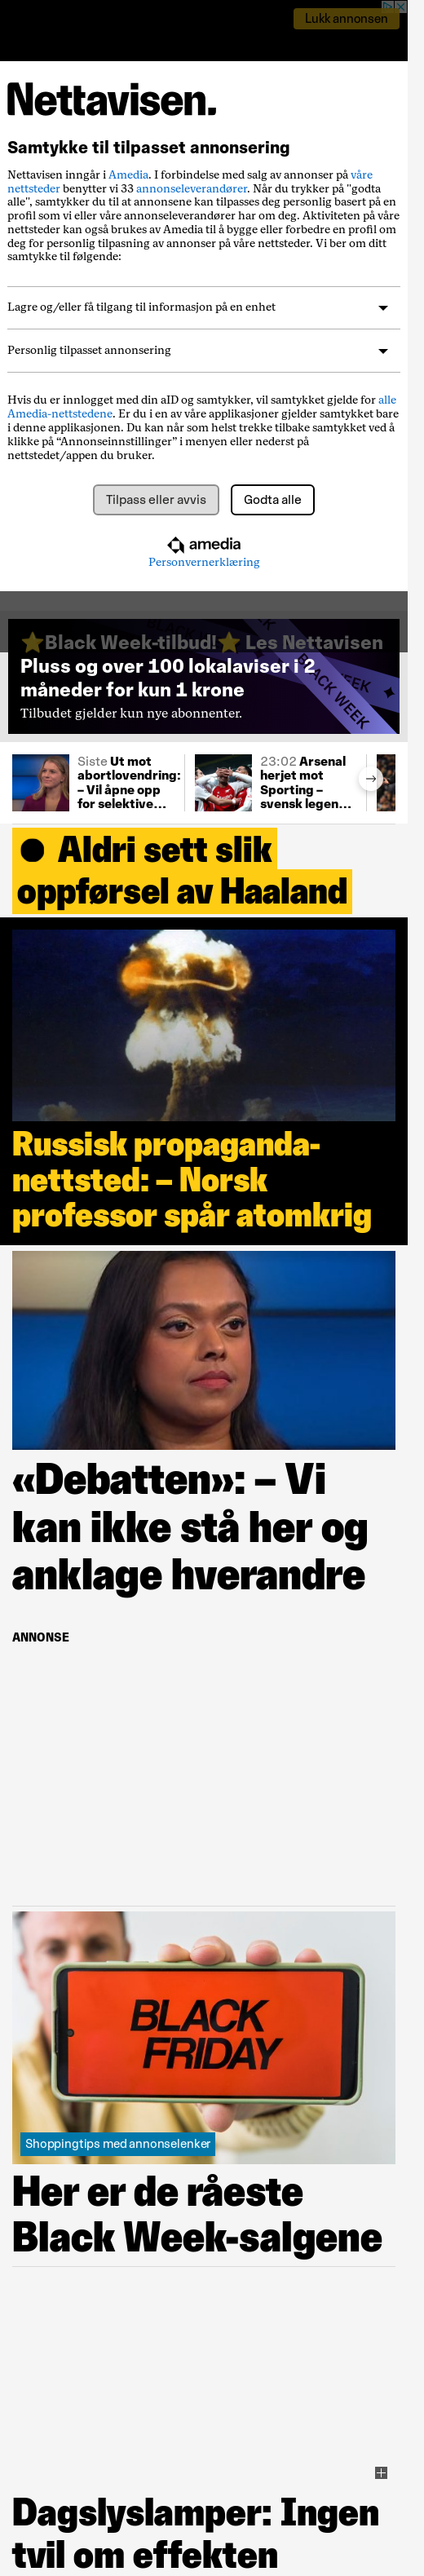 Lukk annonsen
Nettavisen.
Samtykke til tilpasset annonsering
Nettavisen inngår i Amedia. I forbindelse med salg av annonser på våre
nettsteder benytter vi 33 annonseleverandører. Når du trykker på "godta
alle", samtykker du til at annonsene kan tilpasses deg personlig basert på en
profil som vi eller våre annonseleverandører har om deg. Aktiviteten på våre
nettsteder kan også brukes av Amedia til å bygge eller forbedre en profil om
deg for personlig tilpasning av annonser på våre nettsteder. Vi ber om ditt
samtykke til følgende:
Lagre og/eller få tilgang til informasjon på en enhet
Personlig tilpasset annonsering
Hvis du er innlogget med din aID og samtykker, vil samtykket gjelde for alle
Amedia-nettstedene. Er du i en av våre applikasjoner gjelder samtykket bare
i denne applikasjonen. Du kan når som helst trekke tilbake samtykket ved å
klikke på “Annonseinnstillinger” i menyen eller nederst på
nettstedet/appen du bruker.
Tilpass eller avvis
Godta alle
amedia
Personvernerklæring
⭐Black Week-tilbud!⭐ Les Nettavisen
Pluss og over 100 lokalaviser i 2
måneder for kun 1 krone
Tilbudet gjelder kun nye abonnenter.
BLACK WEEK
Siste Ut mot
abortlovendring:
– Vil åpne opp
for selektive...
23:02 Arsenal
herjet mot
Sporting –
svensk legen...
Aldri sett slik
oppførsel av Haaland
Russisk propaganda-
nettsted: – Norsk
professor spår atomkrig
«Debatten»: – Vi
kan ikke stå her og
anklage hverandre
ANNONSE
BLACK
FRIDAY
Shoppingtips med annonselenker
Her er de råeste
Black Week-salgene
Dagslyslamper: Ingen
tvil om effekten